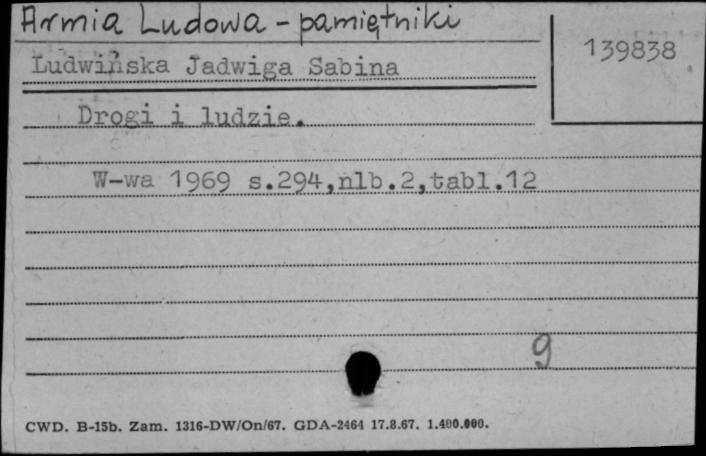 Armia Ludowa - pamiętniki
139838
Ludwińska Jadwiga Sabina
Drogi i ludzie.
W-wa 1969 s.294,nlb.2,tabl.12
9
CWD. B-15b. Zam. 1316-DW/On/67. GDA-2464 17.8.67. 1.400.000.